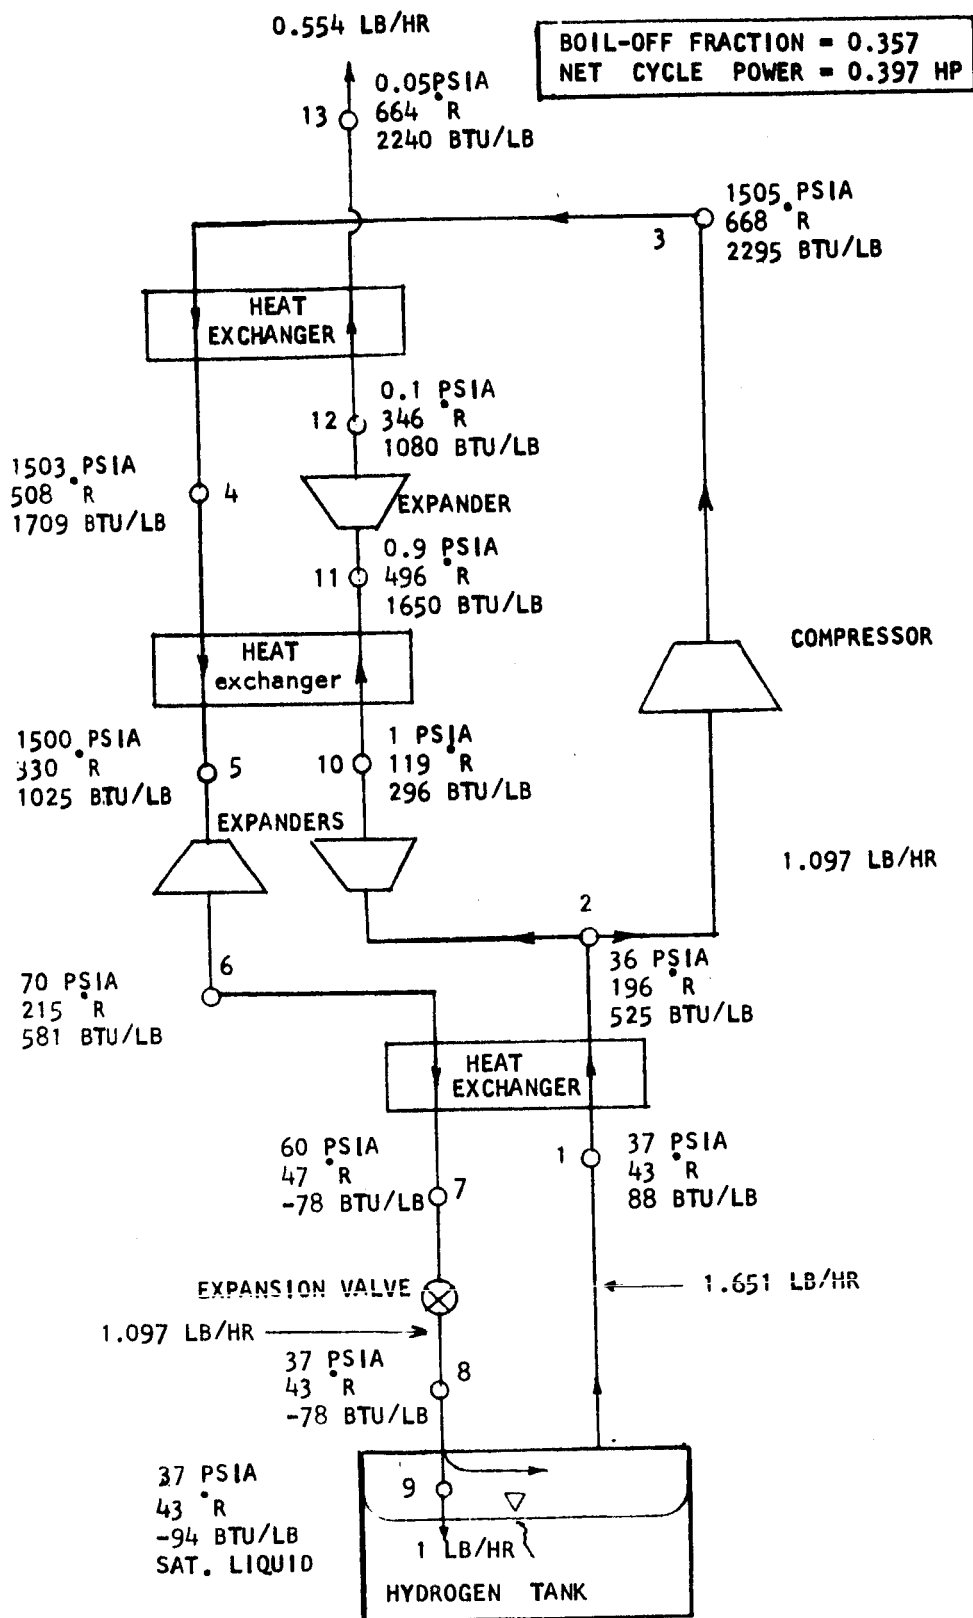 0.554 LB/HR
BOIL-OFF FRACTION = 0.357
NET CYCLE POWER = 0.397 HP
13
0.05 PSIA
664 °R
2240 BTU/LB
3
1505 PSIA
668 °R
2295 BTU/LB
HEAT
EXCHANGER
12
0.1 PSIA
346 °R
1080 BTU/LB
1503 PSIA
508 °R
1709 BTU/LB
4
EXPANDER
11
0.9 PSIA
496 °R
1650 BTU/LB
HEAT
exchanger
COMPRESSOR
1500 PSIA
330 °R
1025 BTU/LB
5
10
1 PSIA
119 °R
296 BTU/LB
EXPANDERS
1.097 LB/HR
2
36 PSIA
196 °R
525 BTU/LB
6
70 PSIA
215 °R
581 BTU/LB
HEAT
EXCHANGER
60 PSIA
47 °R
-78 BTU/LB
7
1
37 PSIA
43 °R
88 BTU/LB
EXPANSION VALVE
1.651 LB/HR
1.097 LB/HR
37 PSIA
43 °R
-78 BTU/LB
8
37 PSIA
43 °R
-94 BTU/LB
SAT. LIQUID
9
1 LB/HR
HYDROGEN TANK